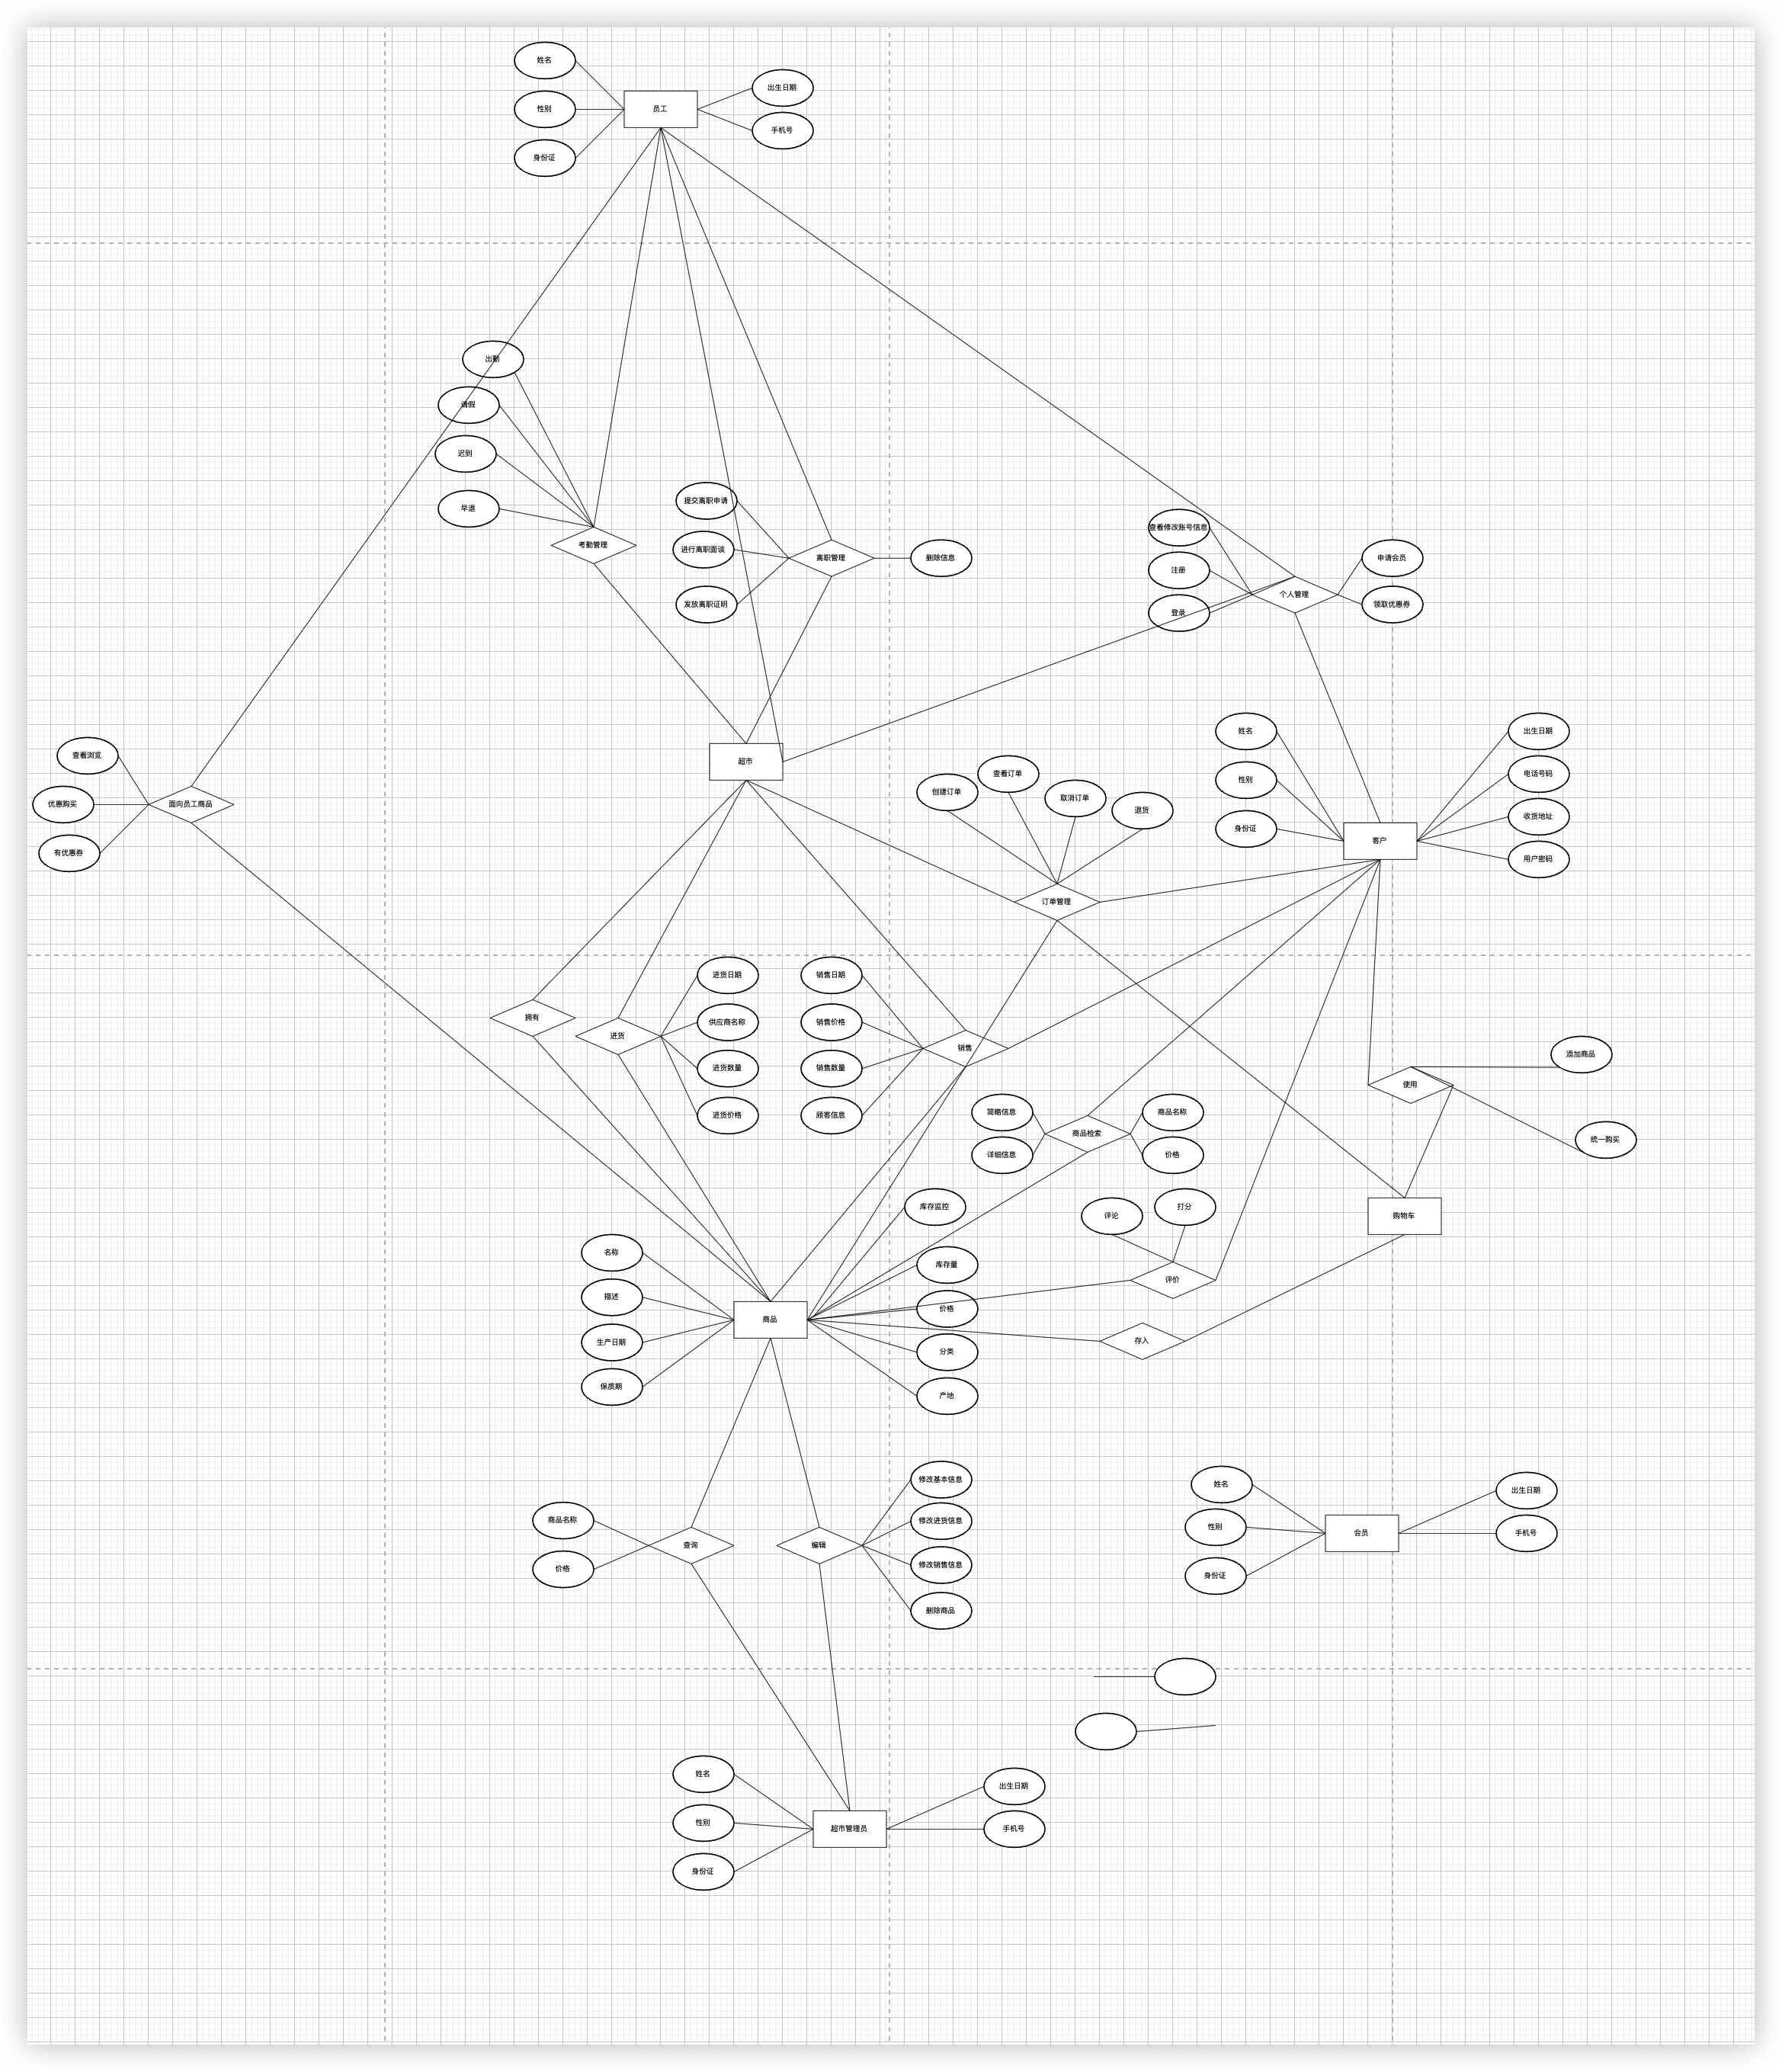 姓名
出生日期
性别
员工
手机号
身份证
出勤
请假
迟到
早退
提交离职申请
查看修改账号信息
考勤管理
进行离职面谈
离职管理
删除信息
申请会员
注册
个人管理
发放离职证明
领取优惠券
登录
姓名
出生日期
查看浏览
超市
查看订单
电话号码
性别
创建订单
取消订单
优惠购买
面向员工商品
退货
收货地址
身份证
客户
有优惠券
用户密码
订单管理
进货日期
销售日期
拥有
供应商名称
销售价格
进货
销售
添加商品
进货数量
销售数量
使用
简略信息
商品名称
进货价格
顾客信息
商品检索
统一购买
详细信息
价格
库存监控
打分
评论
购物车
名称
库存量
评价
描述
价格
商品
生产日期
存入
分类
保质期
产地
修改基本信息
姓名
出生日期
商品名称
修改进货信息
性别
会员
手机号
查询
编辑
价格
修改销售信息
身份证
删除商品
姓名
出生日期
性别
超市管理员
手机号
身份证